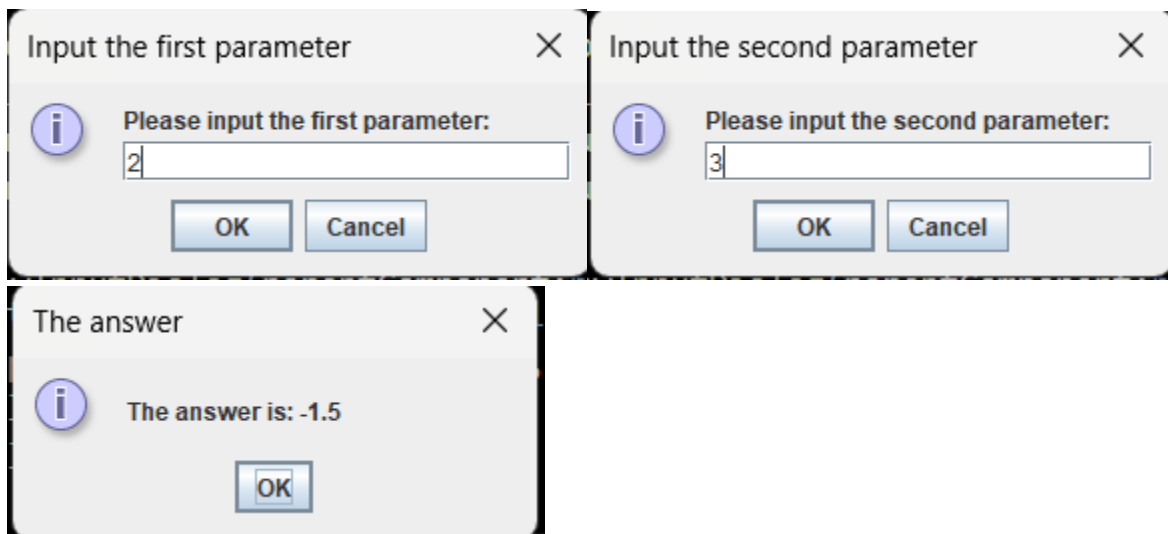 Input the first parameter
Please input the first parameter:
2
OK Cancel
Input the second parameter
Please input the second parameter:
3
OK Cancel
The answer
The answer is: -1.5
OK